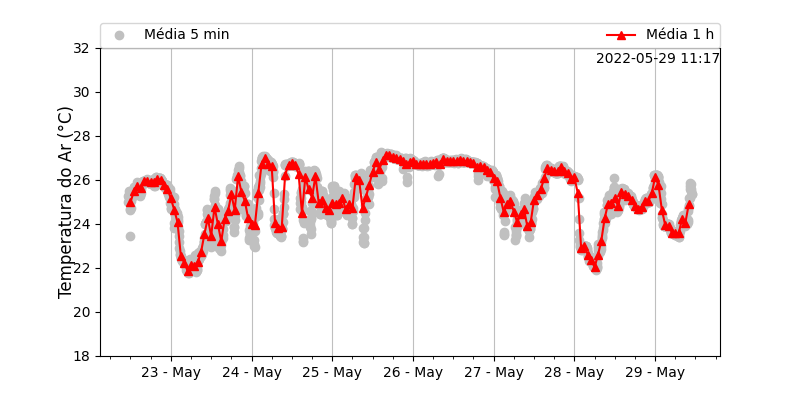 Média 5 min
Média 1 h
2022-05-29 11:17
Temperatura do Ar (°C)
32
30
28
26
24
22
20
18
23 - May
24 - May
25 - May
26 - May
27 - May
28 - May
29 - May